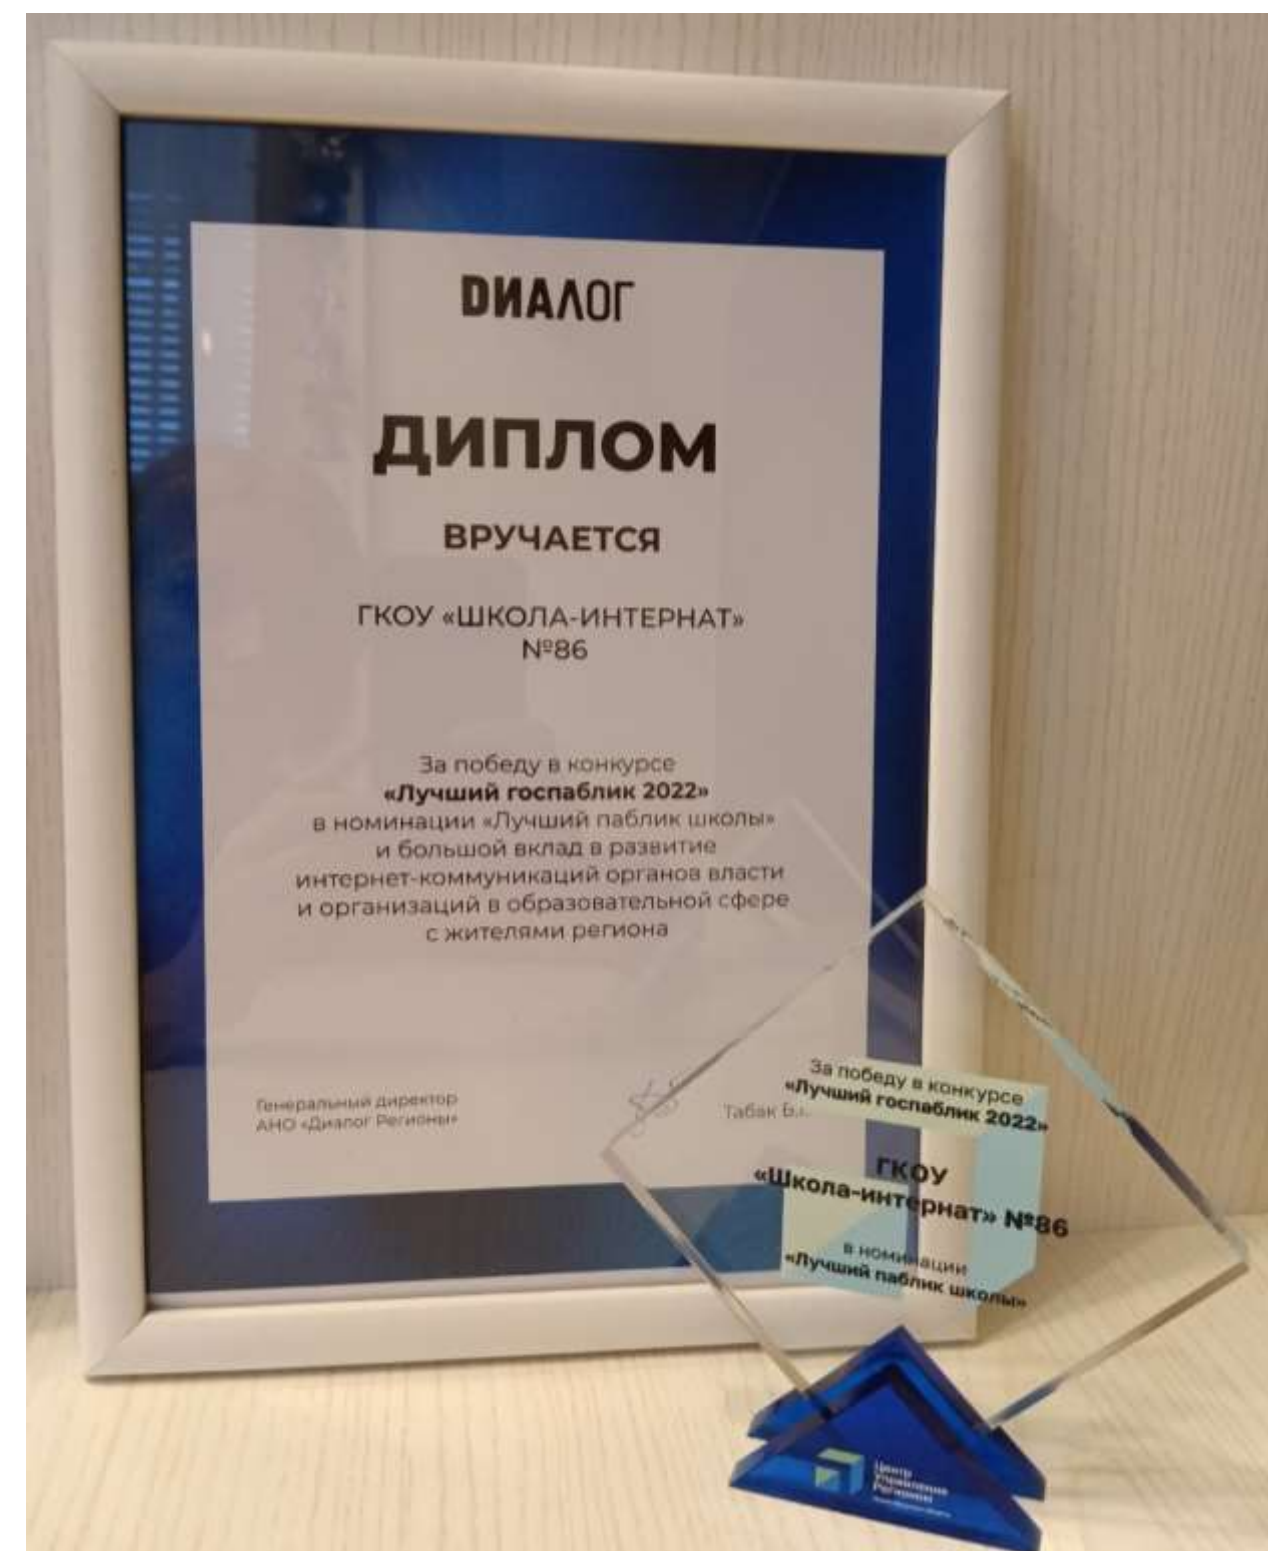 DИАЛОГ
ДИПЛОМ
ВРУЧАЕТСЯ
ГКОУ «ШКОЛА-ИНТЕРНАТ»
№86
За победу в конкурсе
«Лучший госпаблик 2022»
в номинации «Лучший паблик школы»
и большой вклад в развитие
интернет-коммуникаций органов власти
и организаций в образовательной сфере
с жителями региона
Генеральный директор
АНО «Диалог Регионы»
Табак
За победу в конкурсе
«Лучший госпаблик 2022»
ГКОУ
«Школа-интернат» №86
в номинации
«Лучший паблик школы»
Центр
Управления
Регионом